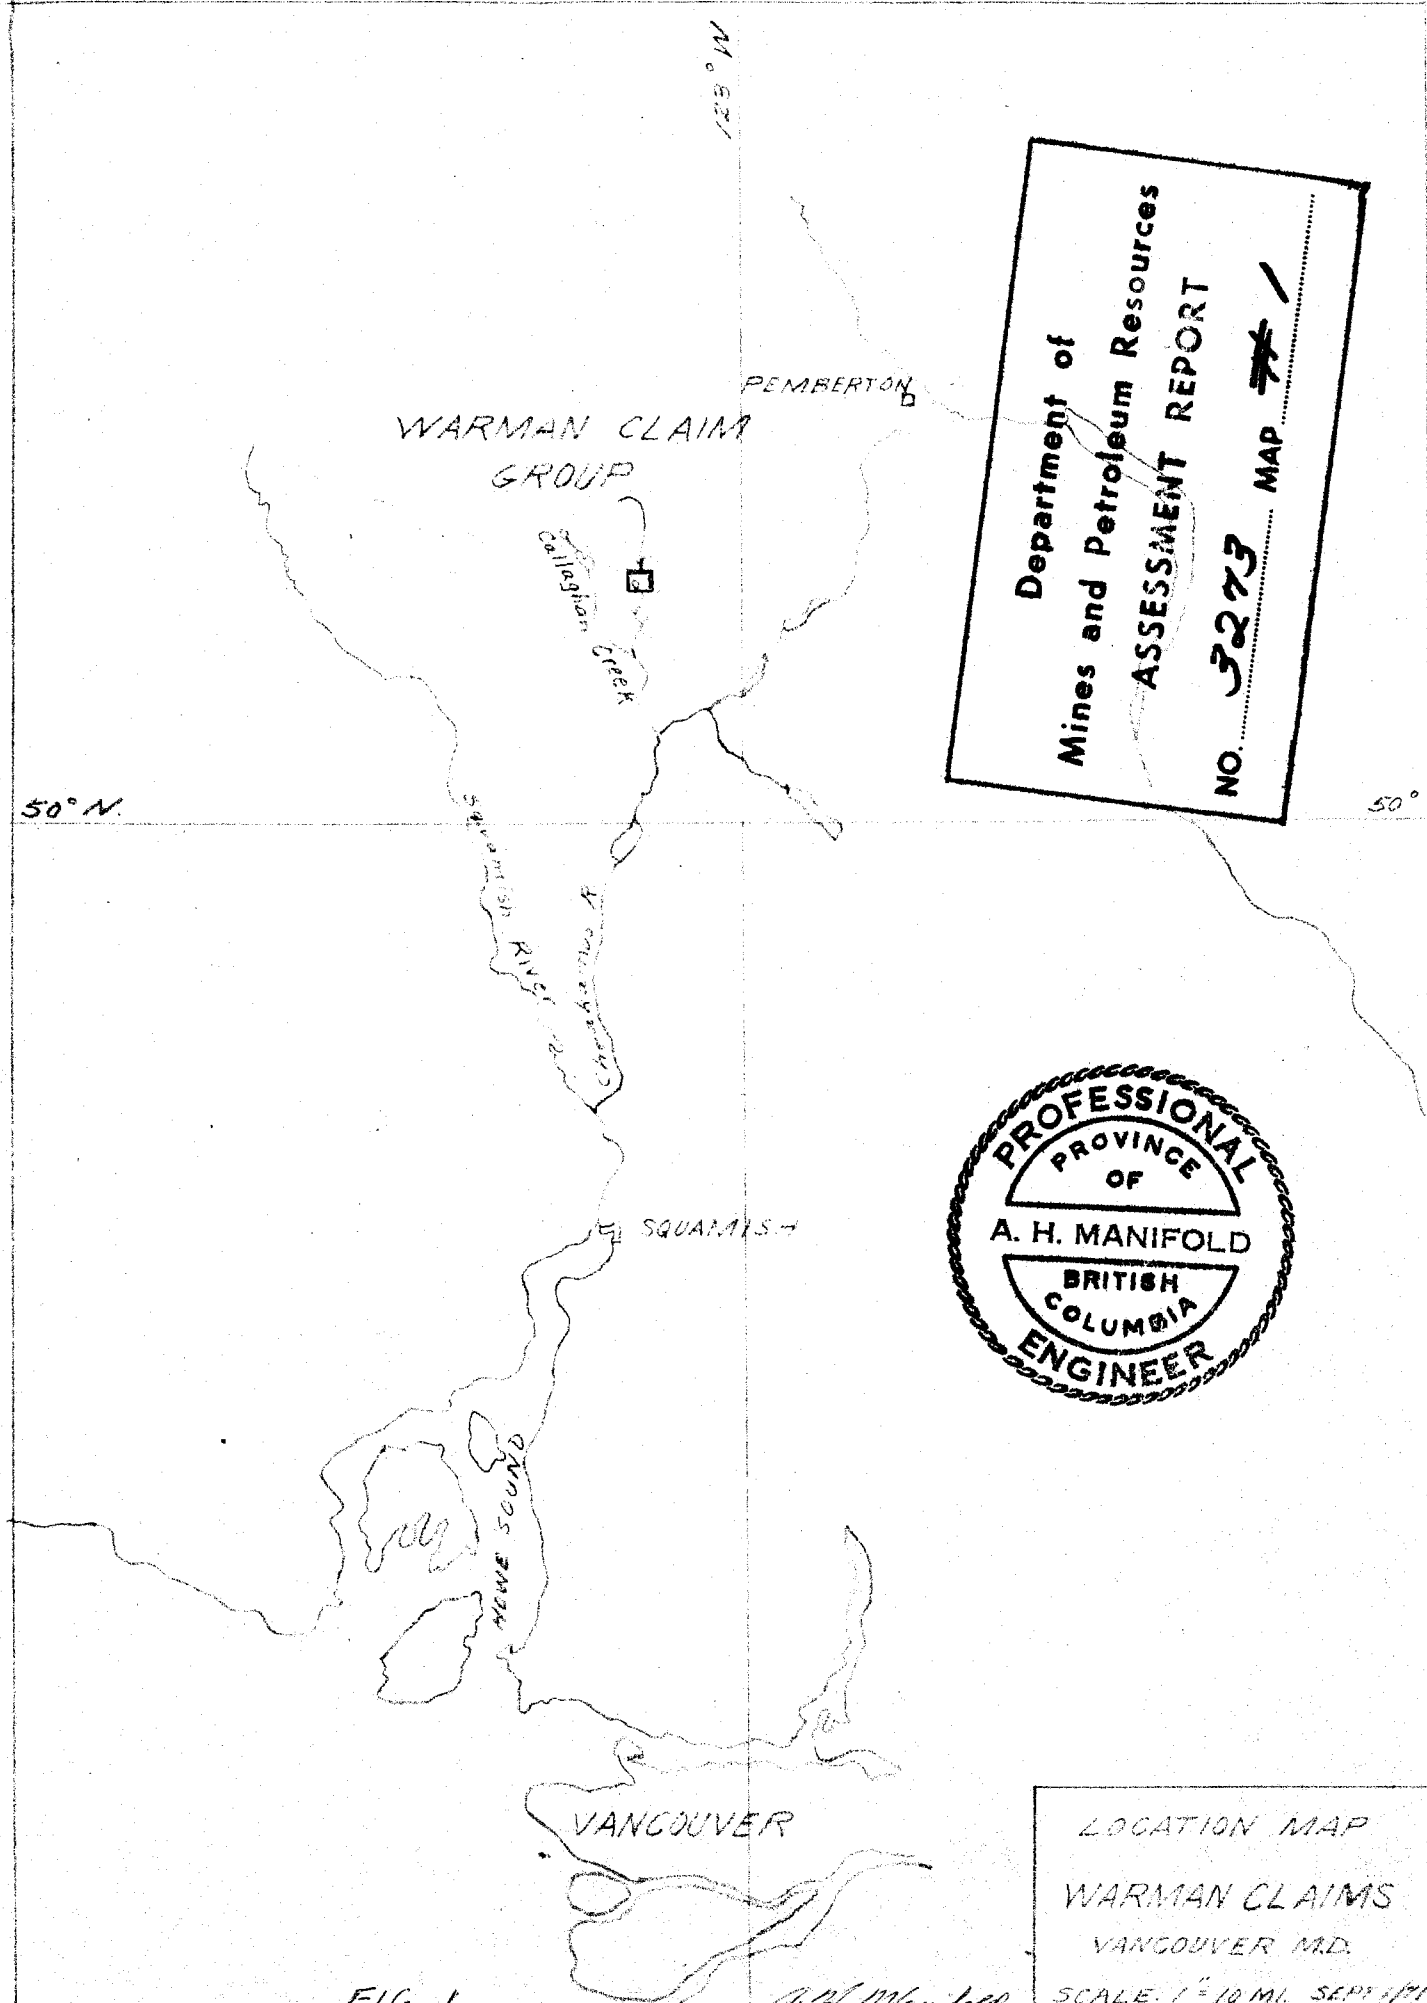 123° W
PEMBERTON
WARMAN CLAIM
GROUP
Callaghan Creek
Department of
Mines and Petroleum Resources
ASSESSMENT REPORT
NO. 3273 MAP # 1
50° N.
50°
Squamish River
Cheakamus R
PROFESSIONAL
PROVINCE
OF
A. H. MANIFOLD
BRITISH
COLUMBIA
ENGINEER
SQUAMISH
HOWE SOUND
VANCOUVER
LOCATION MAP
WARMAN CLAIMS
VANCOUVER M.D.
SCALE 1" = 10 MI. SEPT
FIG. 1